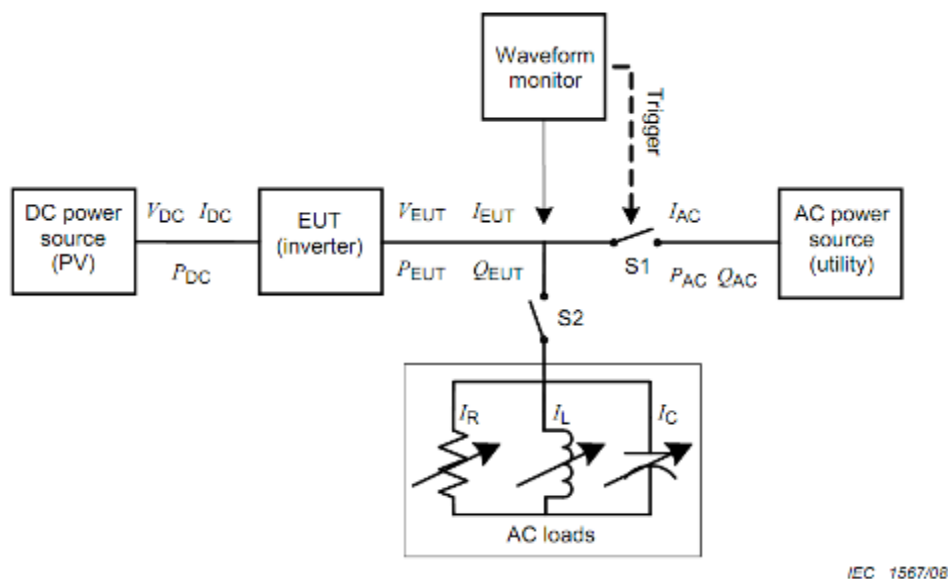 Waveform
monitor
Trigger
DC power
source
(PV)
V_DC I_DC
P_DC
EUT
(inverter)
V_EUT I_EUT
P_EUT Q_EUT
S1
I_AC
P_AC Q_AC
AC power
source
(utility)
S2
I_R
I_L
I_C
AC loads
IEC 1567/08